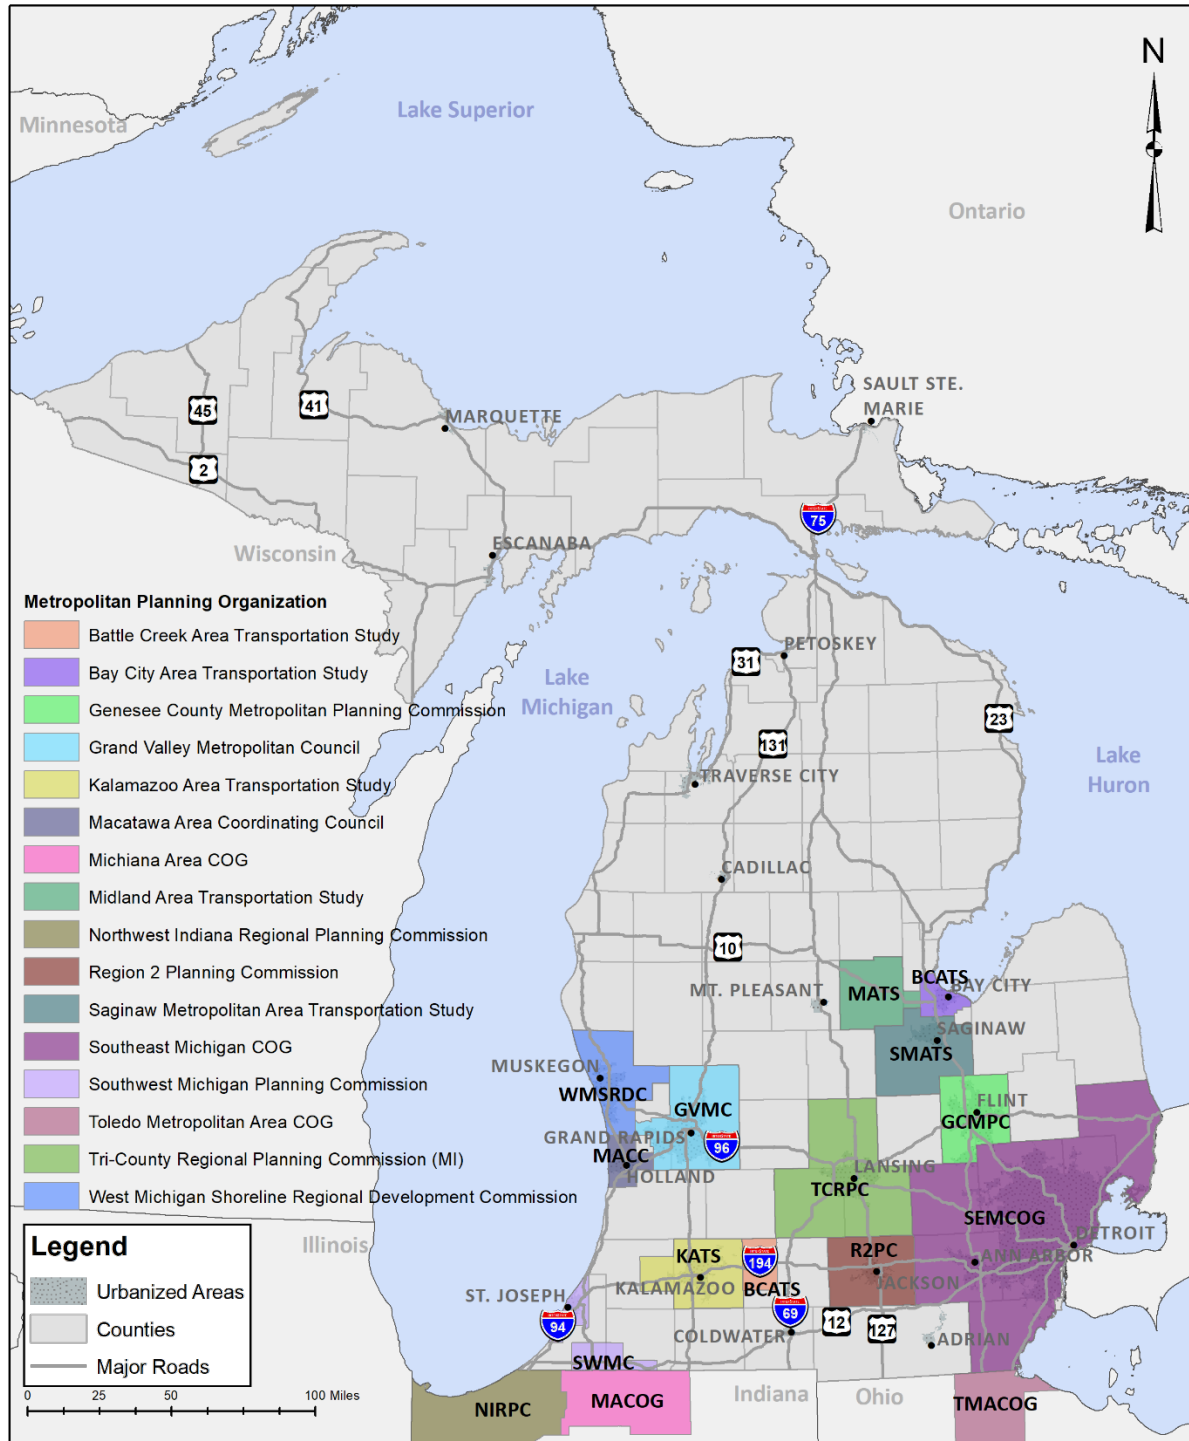 N
Lake Superior
Minnesota
Ontario
SAULT STE.
MARIE
45
41
MARQUETTE
2
75
Wisconsin
ESCANABA
Metropolitan Planning Organization
Battle Creek Area Transportation Study
Bay City Area Transportation Study
Genesee County Metropolitan Planning Commission
Grand Valley Metropolitan Council
Kalamazoo Area Transportation Study
Macatawa Area Coordinating Council
Michiana Area COG
Midland Area Transportation Study
Northwest Indiana Regional Planning Commission
Region 2 Planning Commission
Saginaw Metropolitan Area Transportation Study
Southeast Michigan COG
Southwest Michigan Planning Commission
Toledo Metropolitan Area COG
Tri-County Regional Planning Commission (MI)
West Michigan Shoreline Regional Development Commission
PETOSKEY
31
Lake
Michigan
23
131
Lake
Huron
TRAVERSE CITY
CADILLAC
10
BCATS
MT. PLEASANT
MATS
BAY CITY
SAGINAW
SMATS
MUSKEGON
WMSRDC
GVMC
FLINT
GCMPC
GRAND RAPIDS
96
MACC
HOLLAND
LANSING
TCRPC
SEMCOG
DETROIT
KATS
194
R2PC
ANN ARBOR
KALAMAZOO
BCATS
JACKSON
ST. JOSEPH
94
69
12
127
COLDWATER
ADRIAN
SWMC
Illinois
Indiana
Ohio
NIRPC
MACOG
TMACOG
Legend
Urbanized Areas
Counties
Major Roads
0 25 50 100 Miles